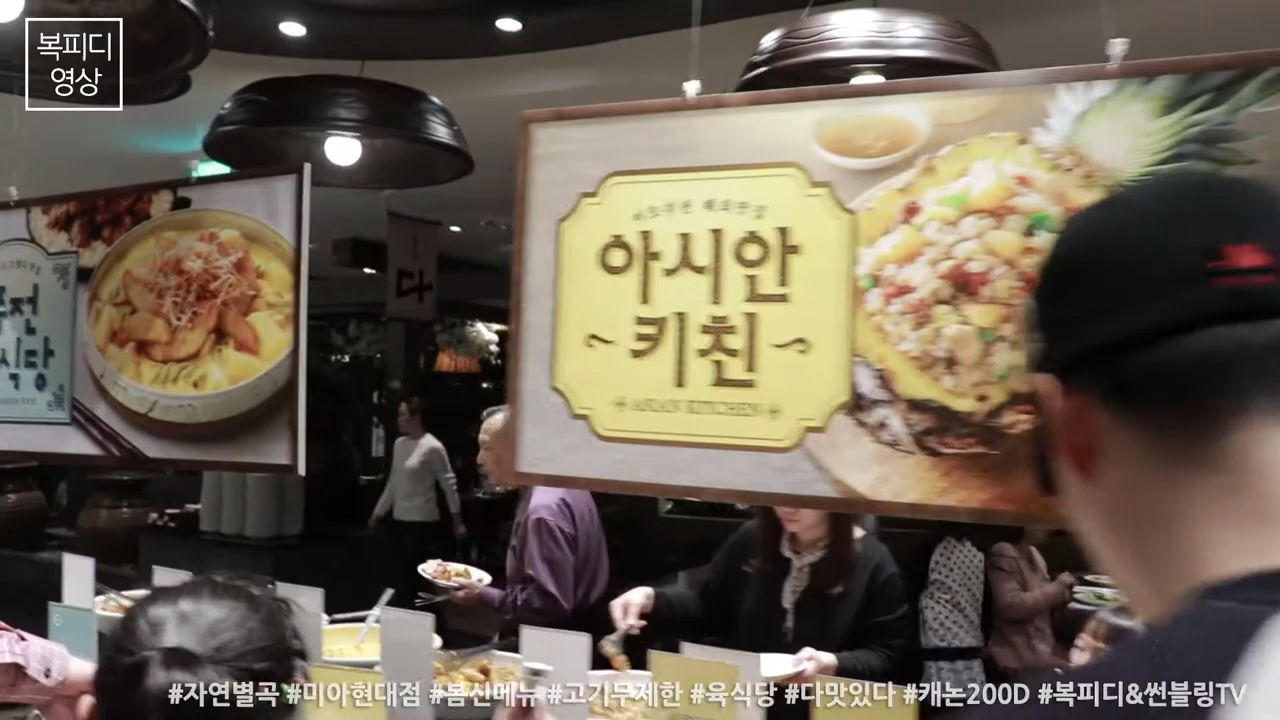 복피디
영상
아시안
키친
ASIAN KITCHEN
전
식당
다
#자연별곡 #미아현대점 #봄신메뉴 #고기무제한 #육식당 #다맛있다 #캐논200D #복피디&썬블링TV